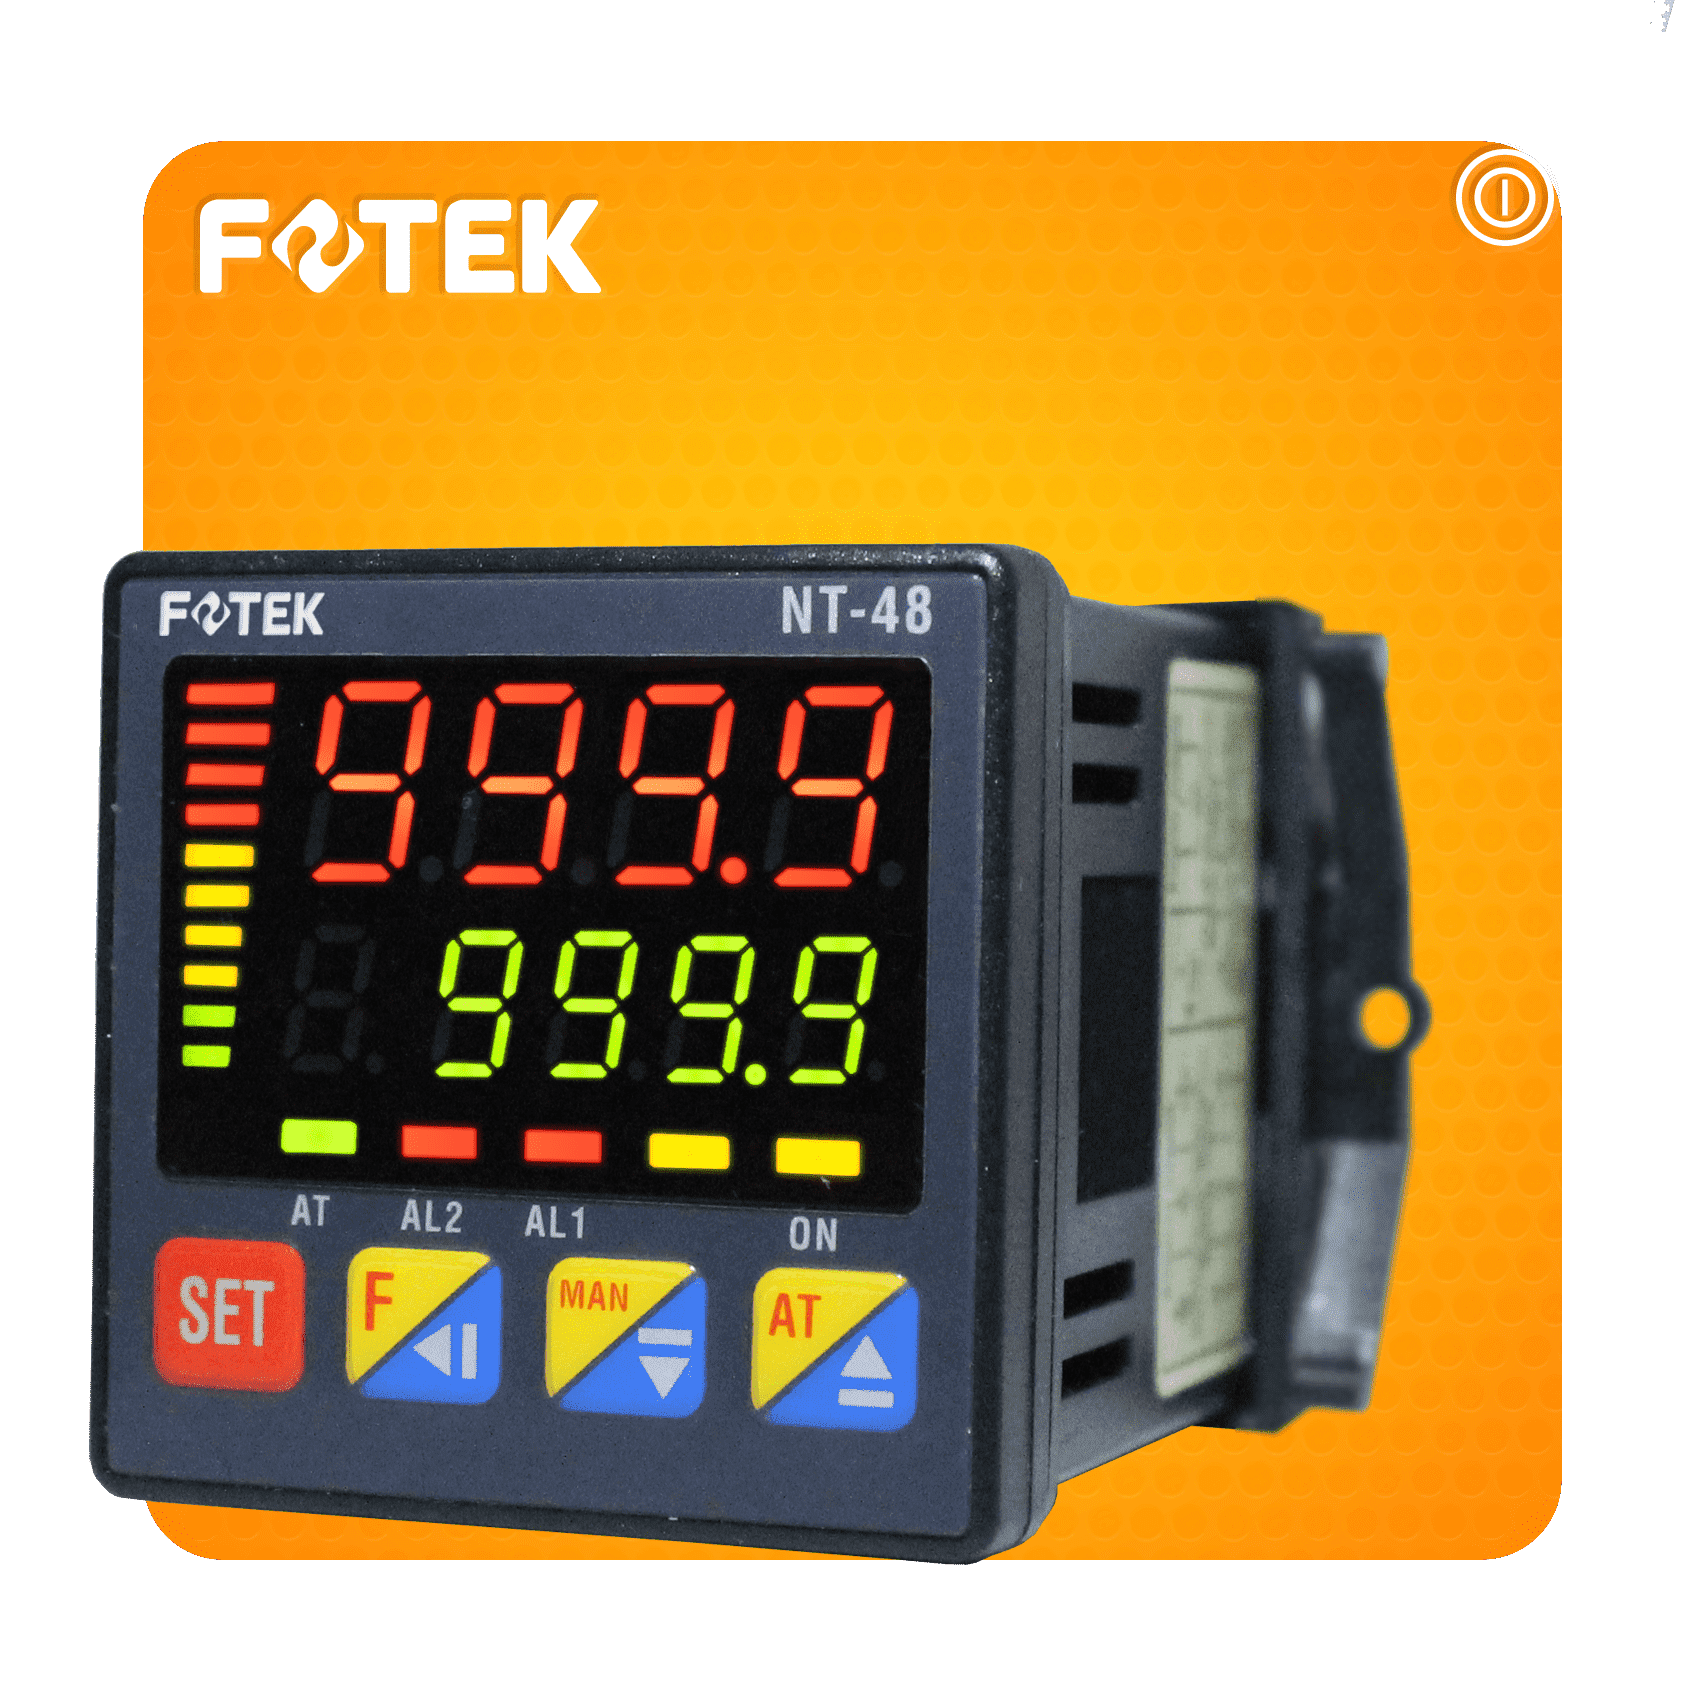 FOTEK
FOTEK NT-48
999.9
999.9
AT AL2 AL1 ON
SET F MAN AT